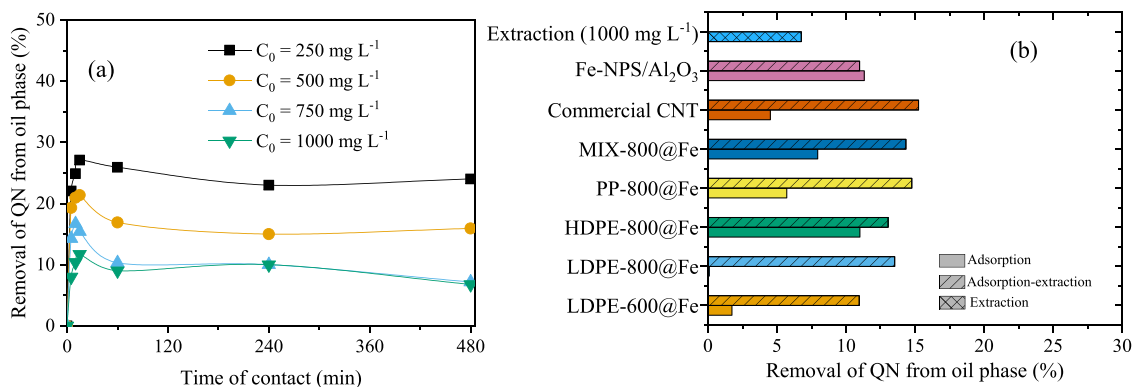 50
40
30
20
10
0
Removal of QN from oil phase (%)
(a)
C₀ = 250 mg L⁻¹
C₀ = 500 mg L⁻¹
C₀ = 750 mg L⁻¹
C₀ = 1000 mg L⁻¹
0 120 240 360 480
Time of contact (min)
(b)
Extraction (1000 mg L⁻¹)
Fe-NPS/Al₂O₃
Commercial CNT
MIX-800@Fe
PP-800@Fe
HDPE-800@Fe
LDPE-800@Fe
LDPE-600@Fe
Adsorption
Adsorption-extraction
Extraction
0 5 10 15 20 25 30
Removal of QN from oil phase (%)